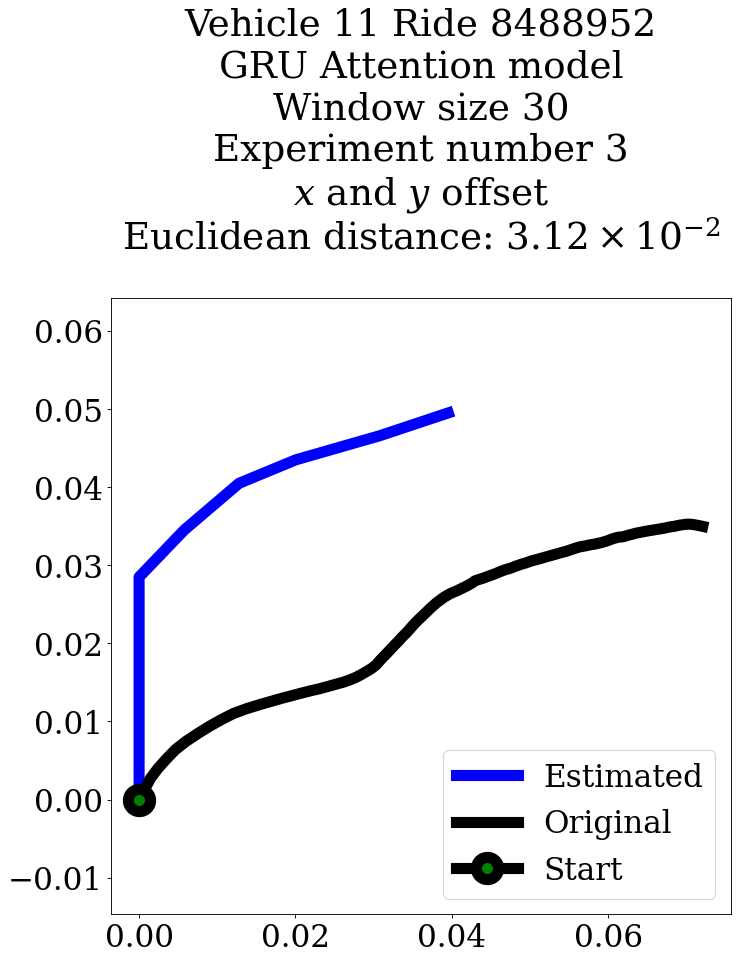 Vehicle 11 Ride 8488952
GRU Attention model
Window size 30
Experiment number 3
x and y offset
Euclidean distance: 3.12 × 10⁻²
0.06
0.05
0.04
0.03
0.02
0.01
0.00
−0.01
Estimated
Original
Start
0.00 0.02 0.04 0.06